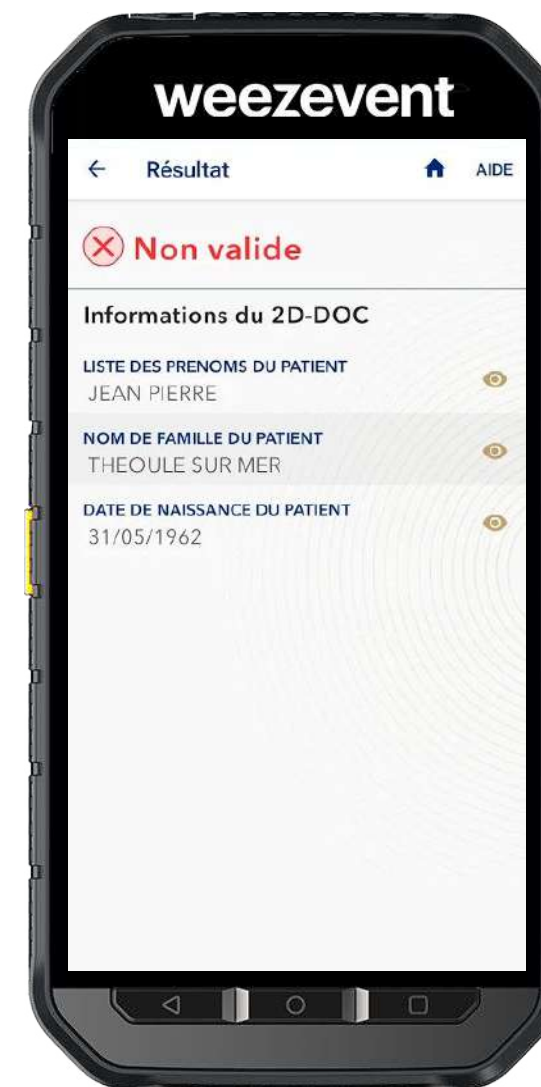 weezevent
Résultat
AIDE
Non valide
Informations du 2D-DOC
LISTE DES PRENOMS DU PATIENT
JEAN PIERRE
NOM DE FAMILLE DU PATIENT
THEOULE SUR MER
DATE DE NAISSANCE DU PATIENT
31/05/1962